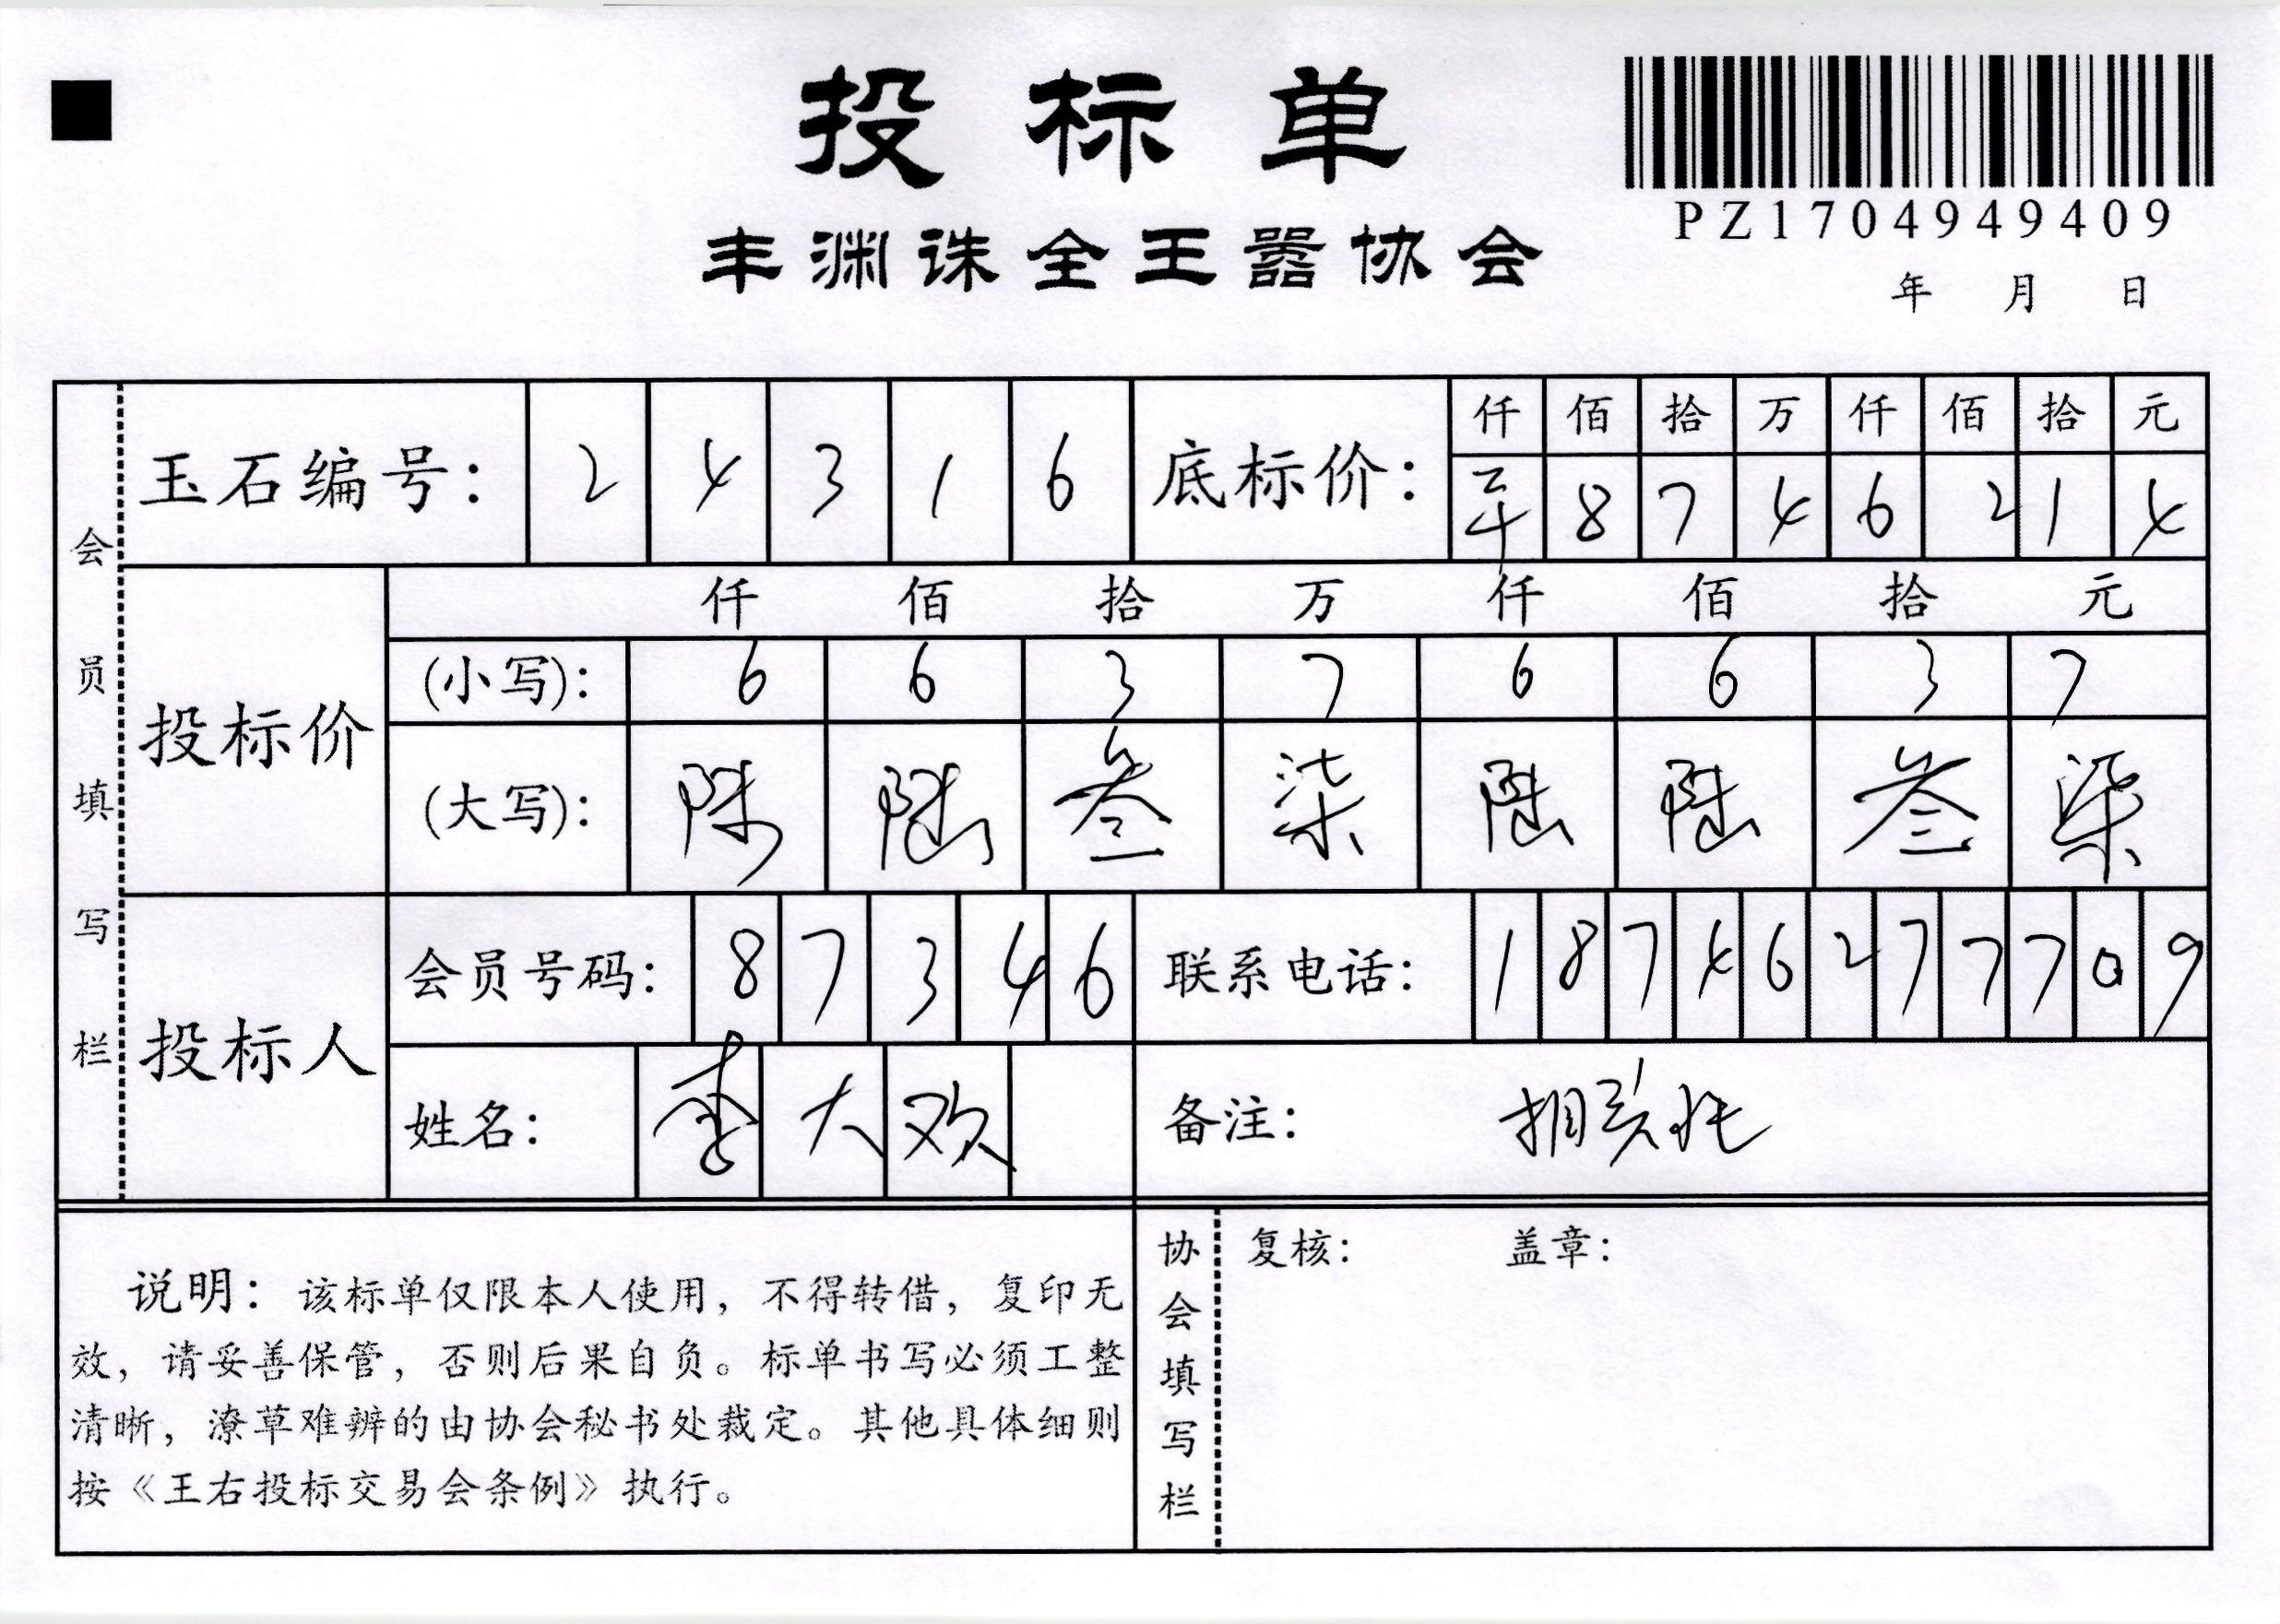 投标单
PZ1704949409
丰渊诛全王嚣协会
年 月 日
会员填写栏
玉石编号： 2 4 3 1 6
底标价： 仟 佰 拾 万 仟 佰 拾 元
8 7 4 6 2 1 4
投标价 仟 佰 拾 万 仟 佰 拾 元
(小写)： 6 6 3 7 6 6 3 7
(大写)： 陆 陆 叁 柒 陆 陆 叁 柒
投标人
会员号码： 8 7 3 4 6
联系电话： 1 8 7 4 6 2 7 7 7 0 9
姓名： 李 大 欢
备注：
说明：该标单仅限本人使用，不得转借，复印无
效，请妥善保管，否则后果自负。标单书写必须工整
清晰，潦草难辨的由协会秘书处裁定。其他具体细则
按《王右投标交易会条例》执行。
协会填写栏
复核： 盖章：